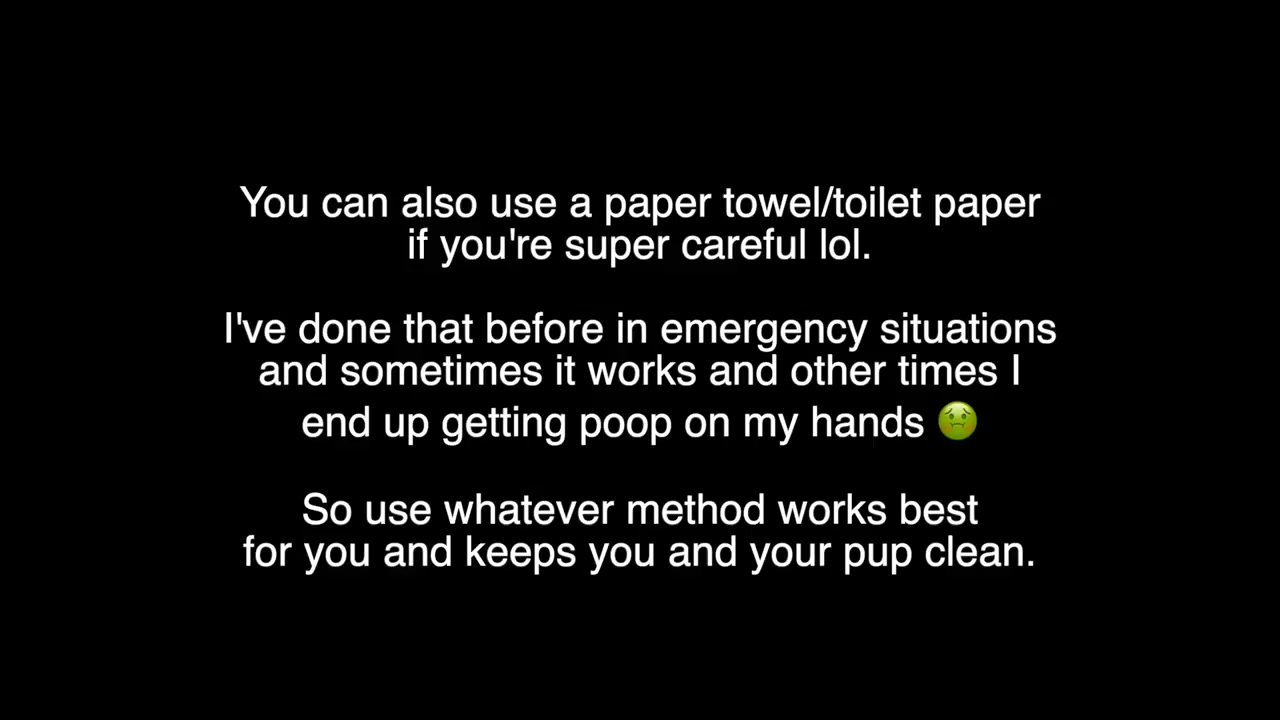 You can also use a paper towel/toilet paper
if you're super careful lol.
I've done that before in emergency situations
and sometimes it works and other times I
end up getting poop on my hands 🤢
So use whatever method works best
for you and keeps you and your pup clean.